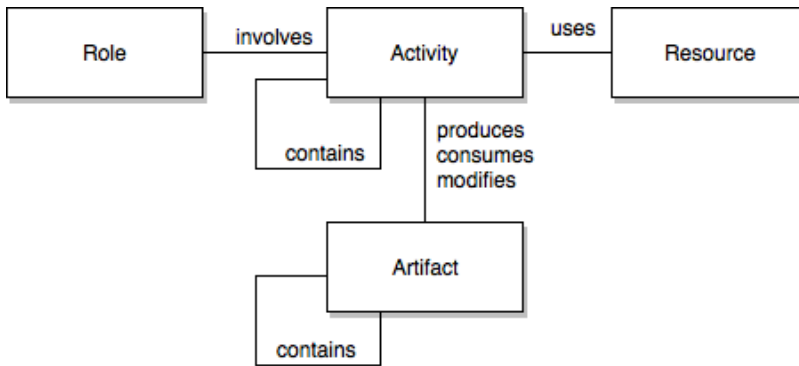 Role
involves
Activity
uses
Resource
contains
produces
consumes
modifies
Artifact
contains